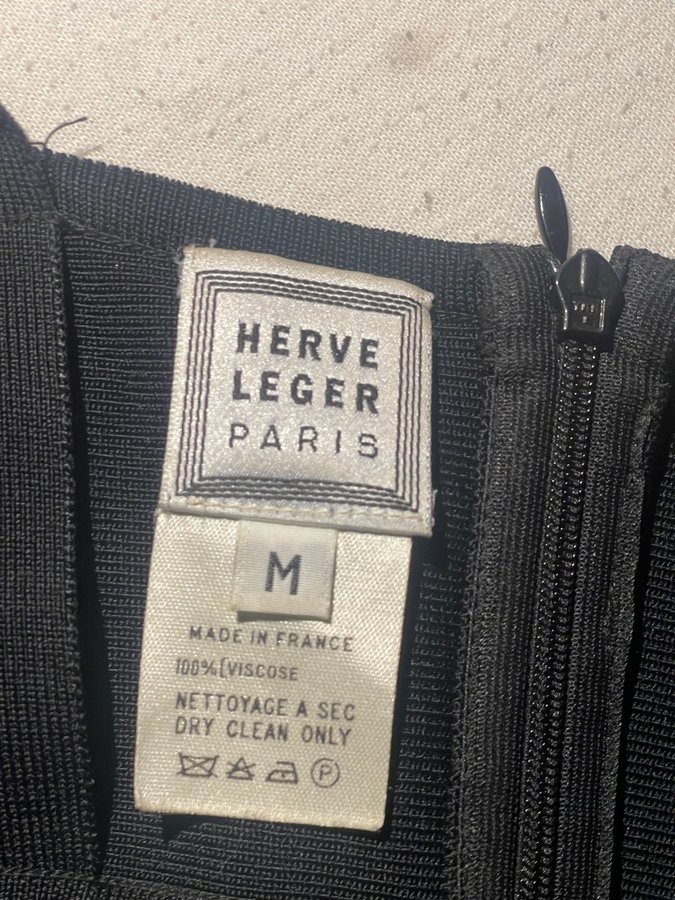 HERVE
LEGER
PARIS
M
MADE IN FRANCE
100% VISCOSE
NETTOYAGE A SEC
DRY CLEAN ONLY
P